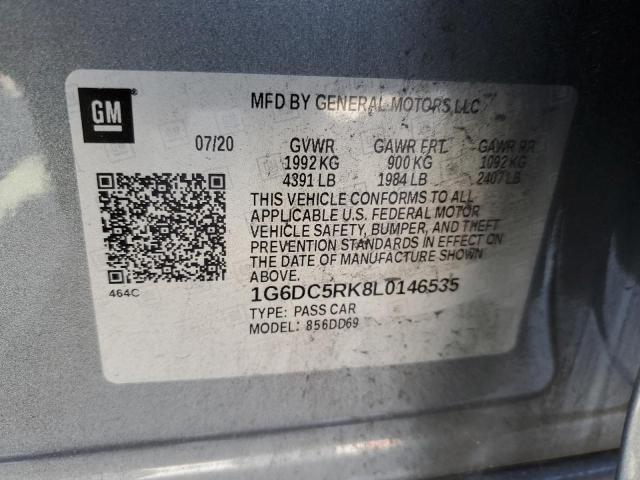 GM
MFD BY GENERAL MOTORS LLC
07/20 GVWR GAWR FRT GAWR RR
1992 KG 900 KG 1092 KG
4391 LB 1984 LB 2407 LB
THIS VEHICLE CONFORMS TO ALL
APPLICABLE U.S. FEDERAL MOTOR
VEHICLE SAFETY, BUMPER, AND THEFT
PREVENTION STANDARDS IN EFFECT ON
THE DATE OF MANUFACTURE SHOWN
ABOVE.
464C
1G6DC5RK8L0146535
TYPE: PASS CAR
MODEL: 856DD69